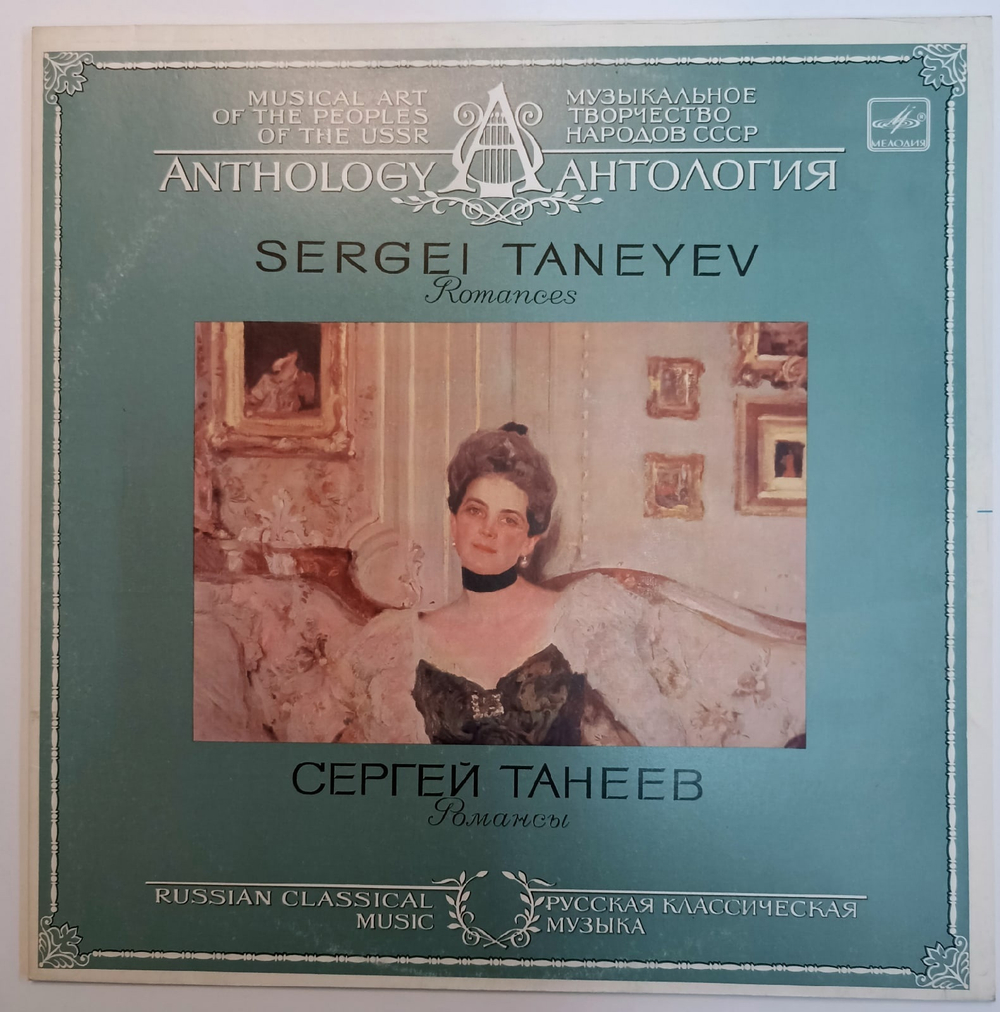 MUSICAL ART
OF THE PEOPLES
OF THE USSR
МУЗЫКАЛЬНОЕ
ТВОРЧЕСТВО
НАРОДОВ СССР
МЕЛОДИЯ
ANTHOLOGY
А
АНТОЛОГИЯ
SERGEI TANEYEV
Romances
СЕРГЕЙ ТАНЕЕВ
Романсы
RUSSIAN CLASSICAL
MUSIC
РУССКАЯ КЛАССИЧЕСКАЯ
МУЗЫКА